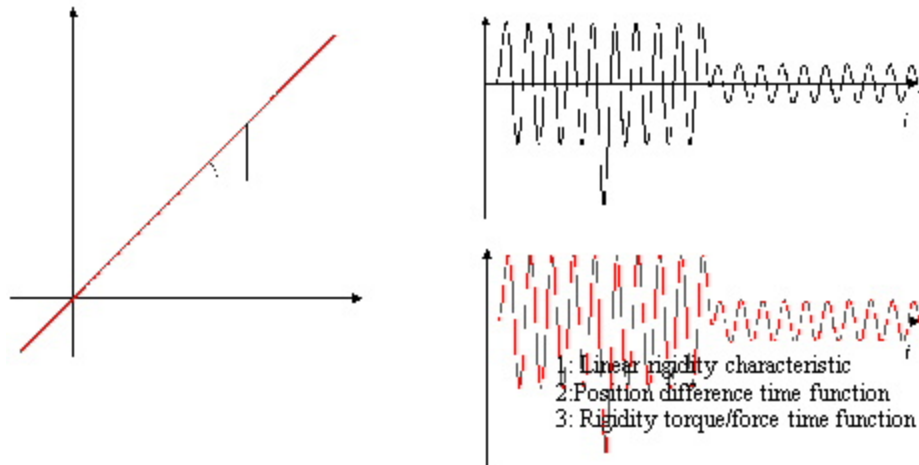 i
i
1: Linear rigidity characteristic
2:Position difference time function
3: Rigidity torque/force time function